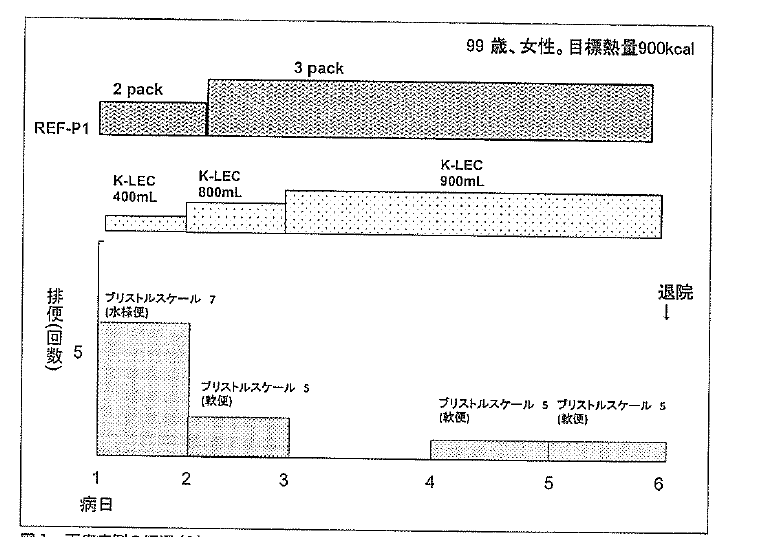 99 歳、女性。目標熱量900kcal
3 pack
2 pack
REF-P1
K-LEC
400mL
K-LEC
800mL
K-LEC
900mL
排便(回数)
5
ブリストルスケール 7
(水様便)
ブリストルスケール 5
(軟便)
ブリストルスケール 5
(軟便)
ブリストルスケール 5
(軟便)
退院
↓
1 2 3 4 5 6
病日